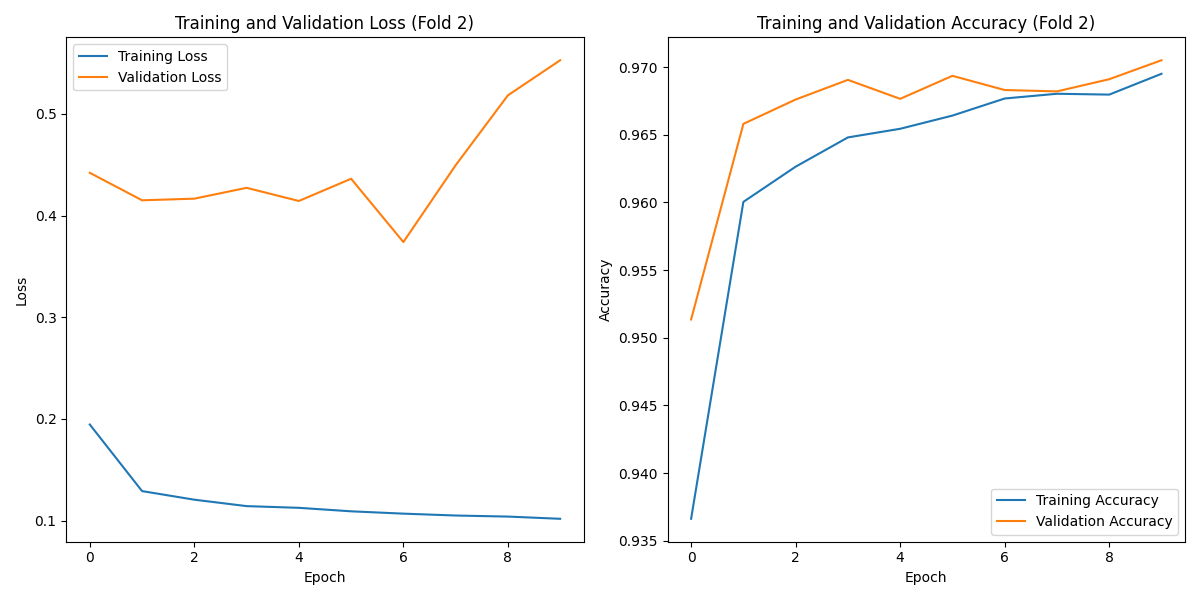 Training and Validation Loss (Fold 2)
Training Loss
Validation Loss
0.5
0.4
0.3
0.2
0.1
Loss
0 2 4 6 8
Epoch
Training and Validation Accuracy (Fold 2)
0.970
0.965
0.960
0.955
0.950
0.945
0.940
0.935
Accuracy
Training Accuracy
Validation Accuracy
0 2 4 6 8
Epoch